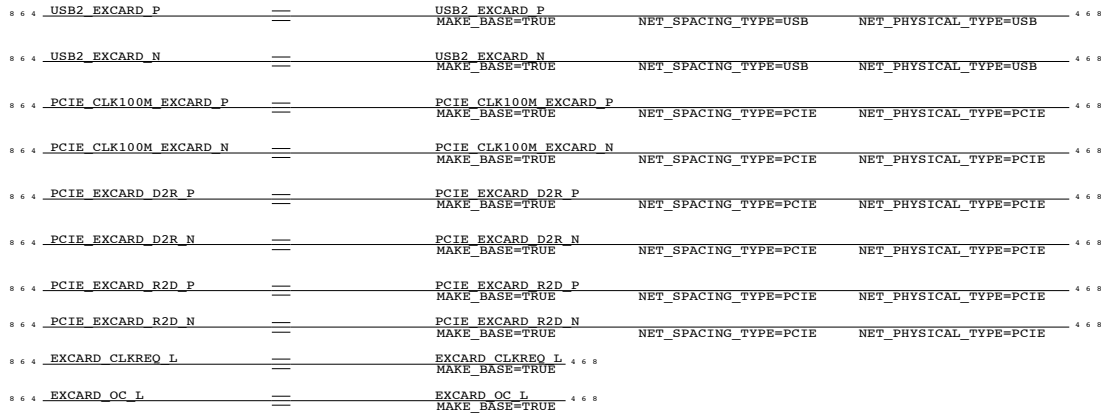 8 6 4 USB2_EXCARD_P USB2_EXCARD_P 4 6 8
MAKE_BASE=TRUE NET_SPACING_TYPE=USB NET_PHYSICAL_TYPE=USB
8 6 4 USB2_EXCARD_N USB2_EXCARD_N 4 6 8
MAKE_BASE=TRUE NET_SPACING_TYPE=USB NET_PHYSICAL_TYPE=USB
8 6 4 PCIE_CLK100M_EXCARD_P PCIE_CLK100M_EXCARD_P 4 6 8
MAKE_BASE=TRUE NET_SPACING_TYPE=PCIE NET_PHYSICAL_TYPE=PCIE
8 6 4 PCIE_CLK100M_EXCARD_N PCIE_CLK100M_EXCARD_N 4 6 8
MAKE_BASE=TRUE NET_SPACING_TYPE=PCIE NET_PHYSICAL_TYPE=PCIE
8 6 4 PCIE_EXCARD_D2R_P PCIE_EXCARD_D2R_P 4 6 8
MAKE_BASE=TRUE NET_SPACING_TYPE=PCIE NET_PHYSICAL_TYPE=PCIE
8 6 4 PCIE_EXCARD_D2R_N PCIE_EXCARD_D2R_N 4 6 8
MAKE_BASE=TRUE NET_SPACING_TYPE=PCIE NET_PHYSICAL_TYPE=PCIE
8 6 4 PCIE_EXCARD_R2D_P PCIE_EXCARD_R2D_P 4 6 8
MAKE_BASE=TRUE NET_SPACING_TYPE=PCIE NET_PHYSICAL_TYPE=PCIE
8 6 4 PCIE_EXCARD_R2D_N PCIE_EXCARD_R2D_N 4 6 8
MAKE_BASE=TRUE NET_SPACING_TYPE=PCIE NET_PHYSICAL_TYPE=PCIE
8 6 4 EXCARD_CLKREQ_L EXCARD_CLKREQ_L 4 6 8
MAKE_BASE=TRUE
8 6 4 EXCARD_OC_L EXCARD_OC_L 4 6 8
MAKE_BASE=TRUE